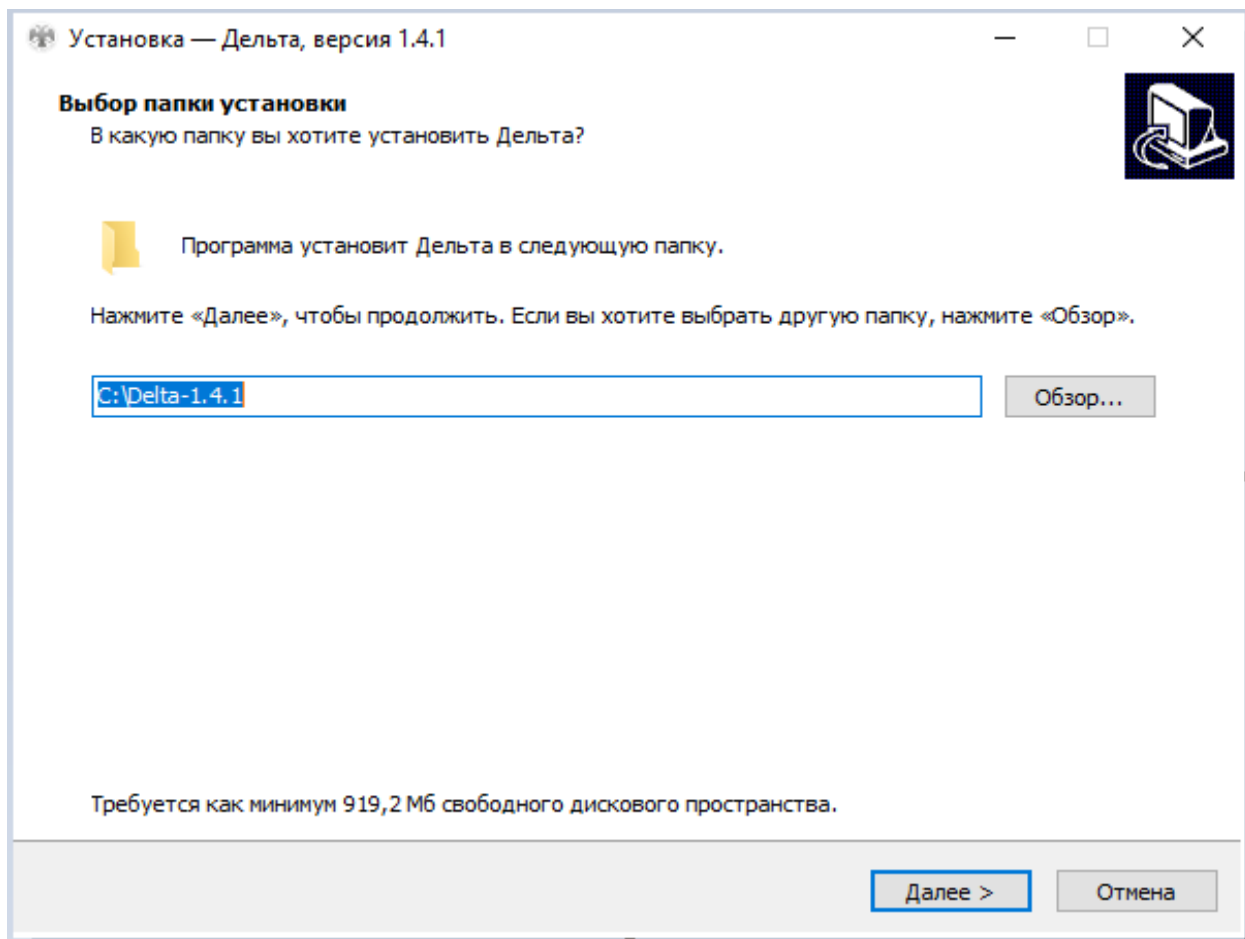 Установка — Дельта, версия 1.4.1
Выбор папки установки
В какую папку вы хотите установить Дельта?
Программа установит Дельта в следующую папку.
Нажмите «Далее», чтобы продолжить. Если вы хотите выбрать другую папку, нажмите «Обзор».
C:\Delta-1.4.1
Обзор...
Требуется как минимум 919,2 Мб свободного дискового пространства.
Далее >
Отмена